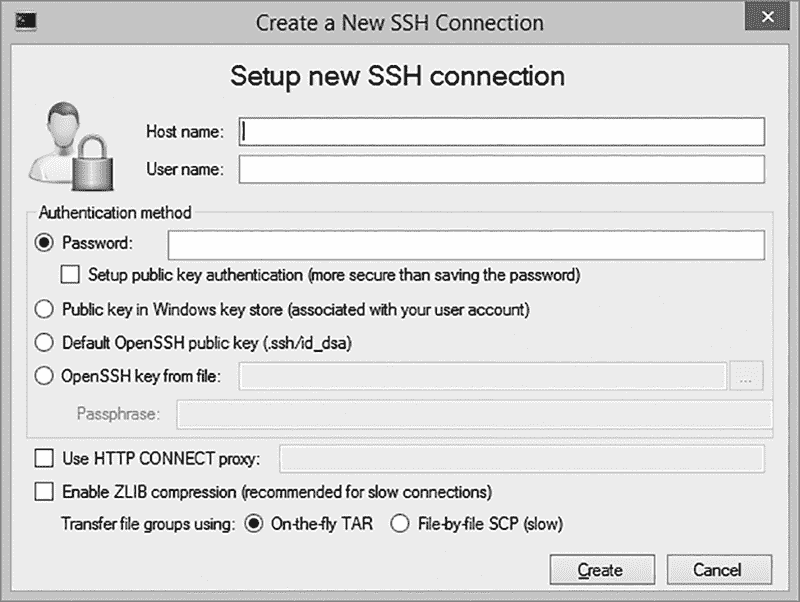 Create a New SSH Connection
Setup new SSH connection
Host name:
User name:
Authentication method
Password:
Setup public key authentication (more secure than saving the password)
Public key in Windows key store (associated with your user account)
Default OpenSSH public key (.ssh/id_dsa)
OpenSSH key from file: ...
Passphrase:
Use HTTP CONNECT proxy:
Enable ZLIB compression (recommended for slow connections)
Transfer file groups using: On-the-fly TAR File-by-file SCP (slow)
Create Cancel